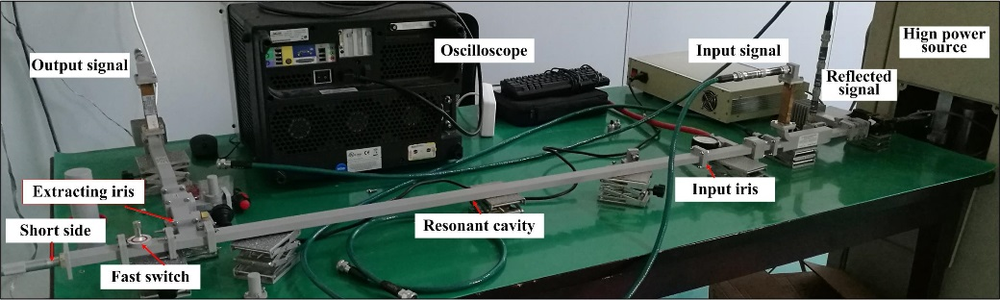 Output signal
Oscilloscope
Input signal
Hign power
source
Reflected
signal
Extracting iris
Short side
Fast switch
Resonant cavity
Input iris